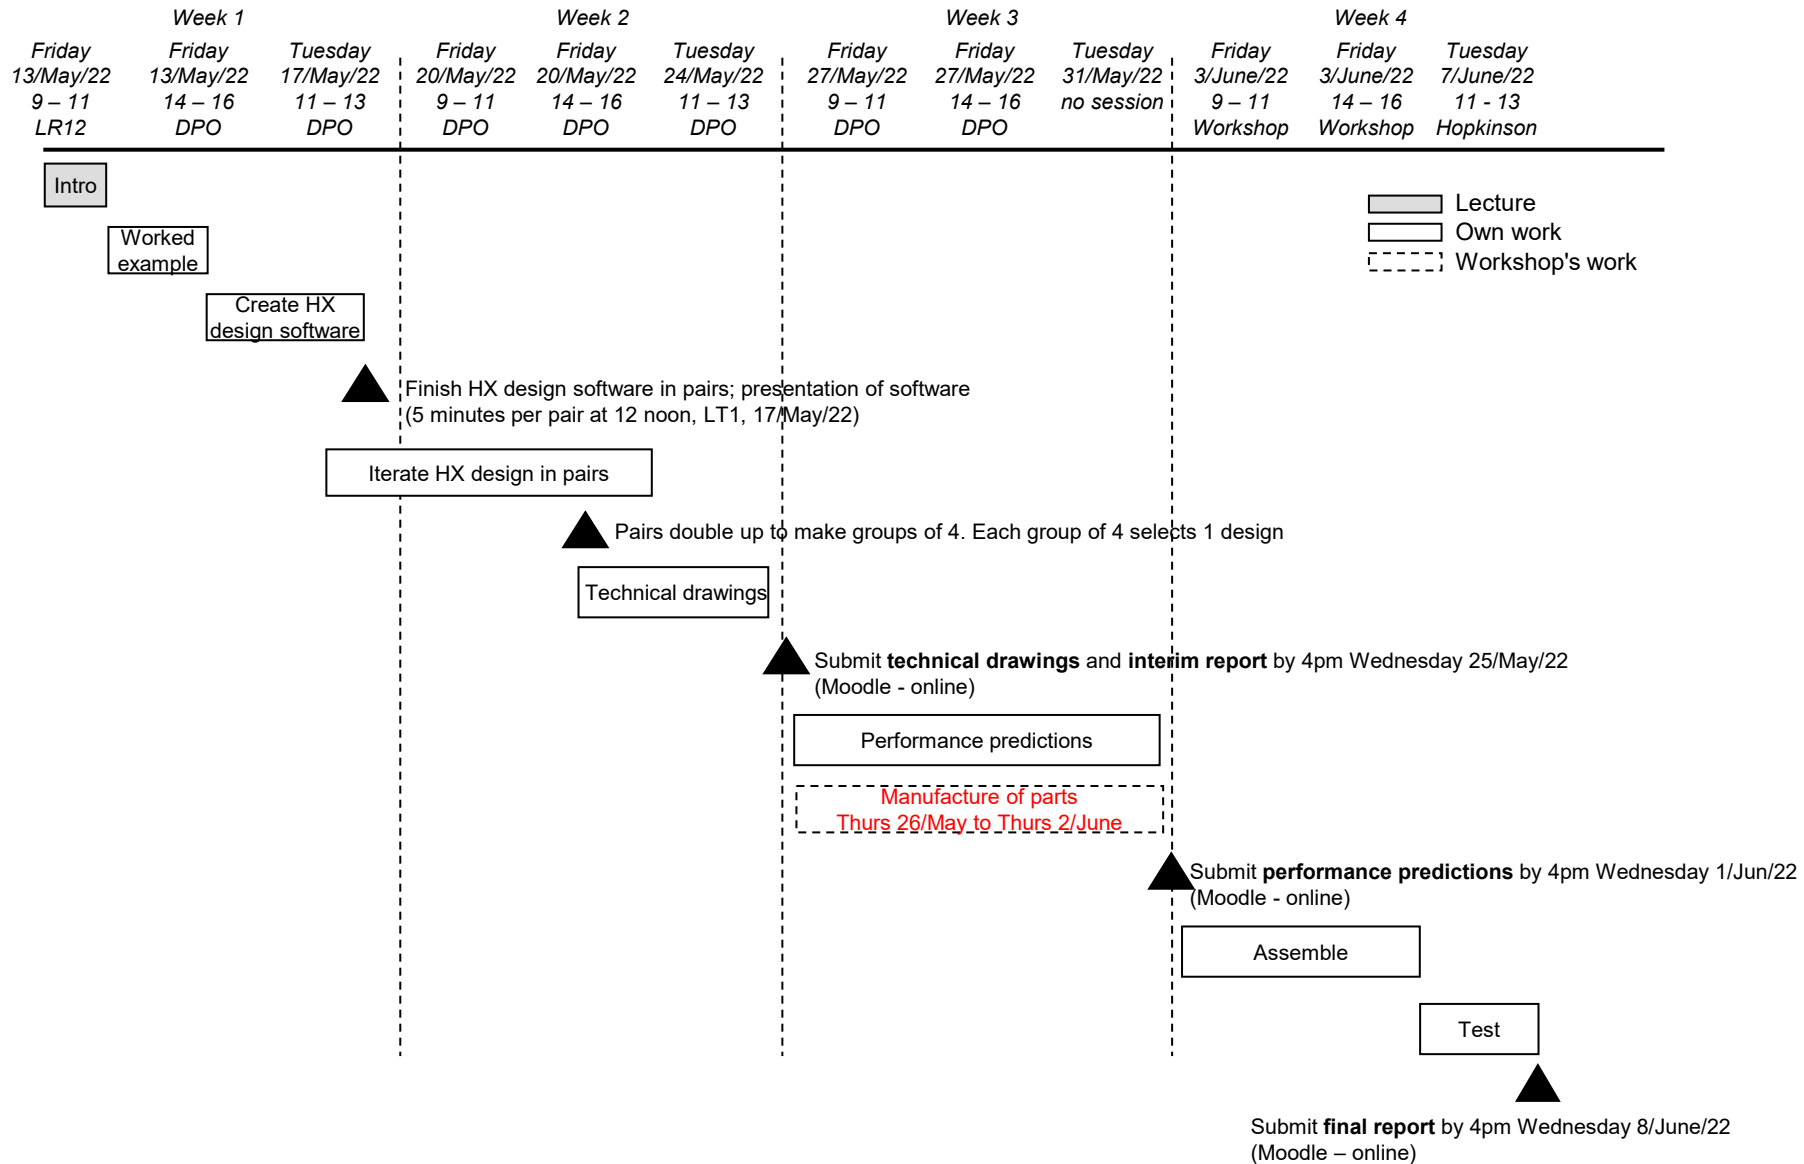 Week 1
Week 2
Week 3
Week 4
Friday
13/May/22
9 – 11
LR12
Friday
13/May/22
14 – 16
DPO
Tuesday
17/May/22
11 – 13
DPO
Friday
20/May/22
9 – 11
DPO
Friday
20/May/22
14 – 16
DPO
Tuesday
24/May/22
11 – 13
DPO
Friday
27/May/22
9 – 11
DPO
Friday
27/May/22
14 – 16
DPO
Tuesday
31/May/22
no session
Friday
3/June/22
9 – 11
Workshop
Friday
3/June/22
14 – 16
Workshop
Tuesday
7/June/22
11 - 13
Hopkinson
Intro
Lecture
Own work
Workshop's work
Worked
example
Create HX
design software
Finish HX design software in pairs; presentation of software
(5 minutes per pair at 12 noon, LT1, 17/May/22)
Iterate HX design in pairs
Pairs double up to make groups of 4. Each group of 4 selects 1 design
Technical drawings
Submit technical drawings and interim report by 4pm Wednesday 25/May/22
(Moodle - online)
Performance predictions
Manufacture of parts
Thurs 26/May to Thurs 2/June
Submit performance predictions by 4pm Wednesday 1/Jun/22
(Moodle - online)
Assemble
Test
Submit final report by 4pm Wednesday 8/June/22
(Moodle – online)